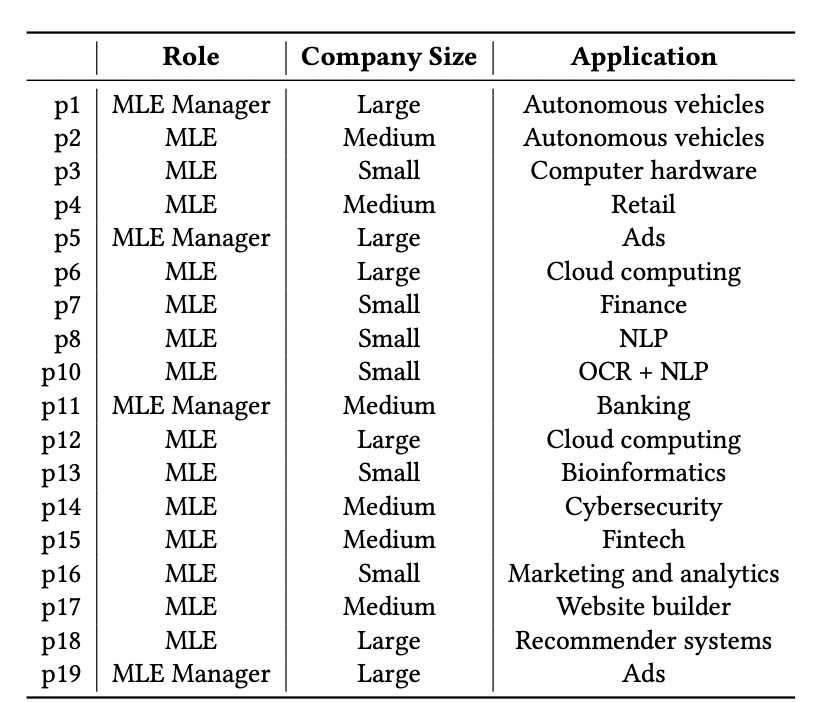 Role Company Size Application
p1 MLE Manager Large Autonomous vehicles
p2 MLE Medium Autonomous vehicles
p3 MLE Small Computer hardware
p4 MLE Medium Retail
p5 MLE Manager Large Ads
p6 MLE Large Cloud computing
p7 MLE Small Finance
p8 MLE Small NLP
p10 MLE Small OCR + NLP
p11 MLE Manager Medium Banking
p12 MLE Large Cloud computing
p13 MLE Small Bioinformatics
p14 MLE Medium Cybersecurity
p15 MLE Medium Fintech
p16 MLE Small Marketing and analytics
p17 MLE Medium Website builder
p18 MLE Large Recommender systems
p19 MLE Manager Large Ads